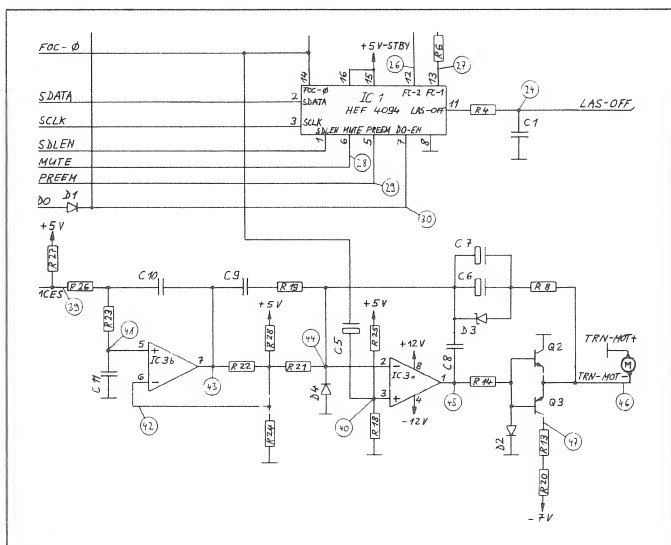 FOC-Ø
+5V-STBY
R6
26
27
14
16
15
12
13
FOC-Ø
FC-2
FC-1
IC 1
HEF 4094
SDATA
2
SDATA
LAS-OFF
11
R4
24
LAS-OFF
SCLK
3
SCLK
C1
SDLEN
SDLEN
MUTE
PREEM
DO-EN
1
6
5
7
8
MUTE
28
PREEM
29
DO
D1
30
+5V
R27
C7
C10
C9
C6
R26
R19
R8
1CES
39
+5V
+5V
D3
R23
R28
C5
R25
C8
+12V
TRN-MOT+
41
44
Q2
5
+
IC3b
7
R22
R21
2
-
IC3a
8
1
R14
M
C11
6
-
43
3
+
4
45
TRN-MOT-
46
D4
Q3
42
R24
40
R18
-12V
D2
47
R13
R20
-7V